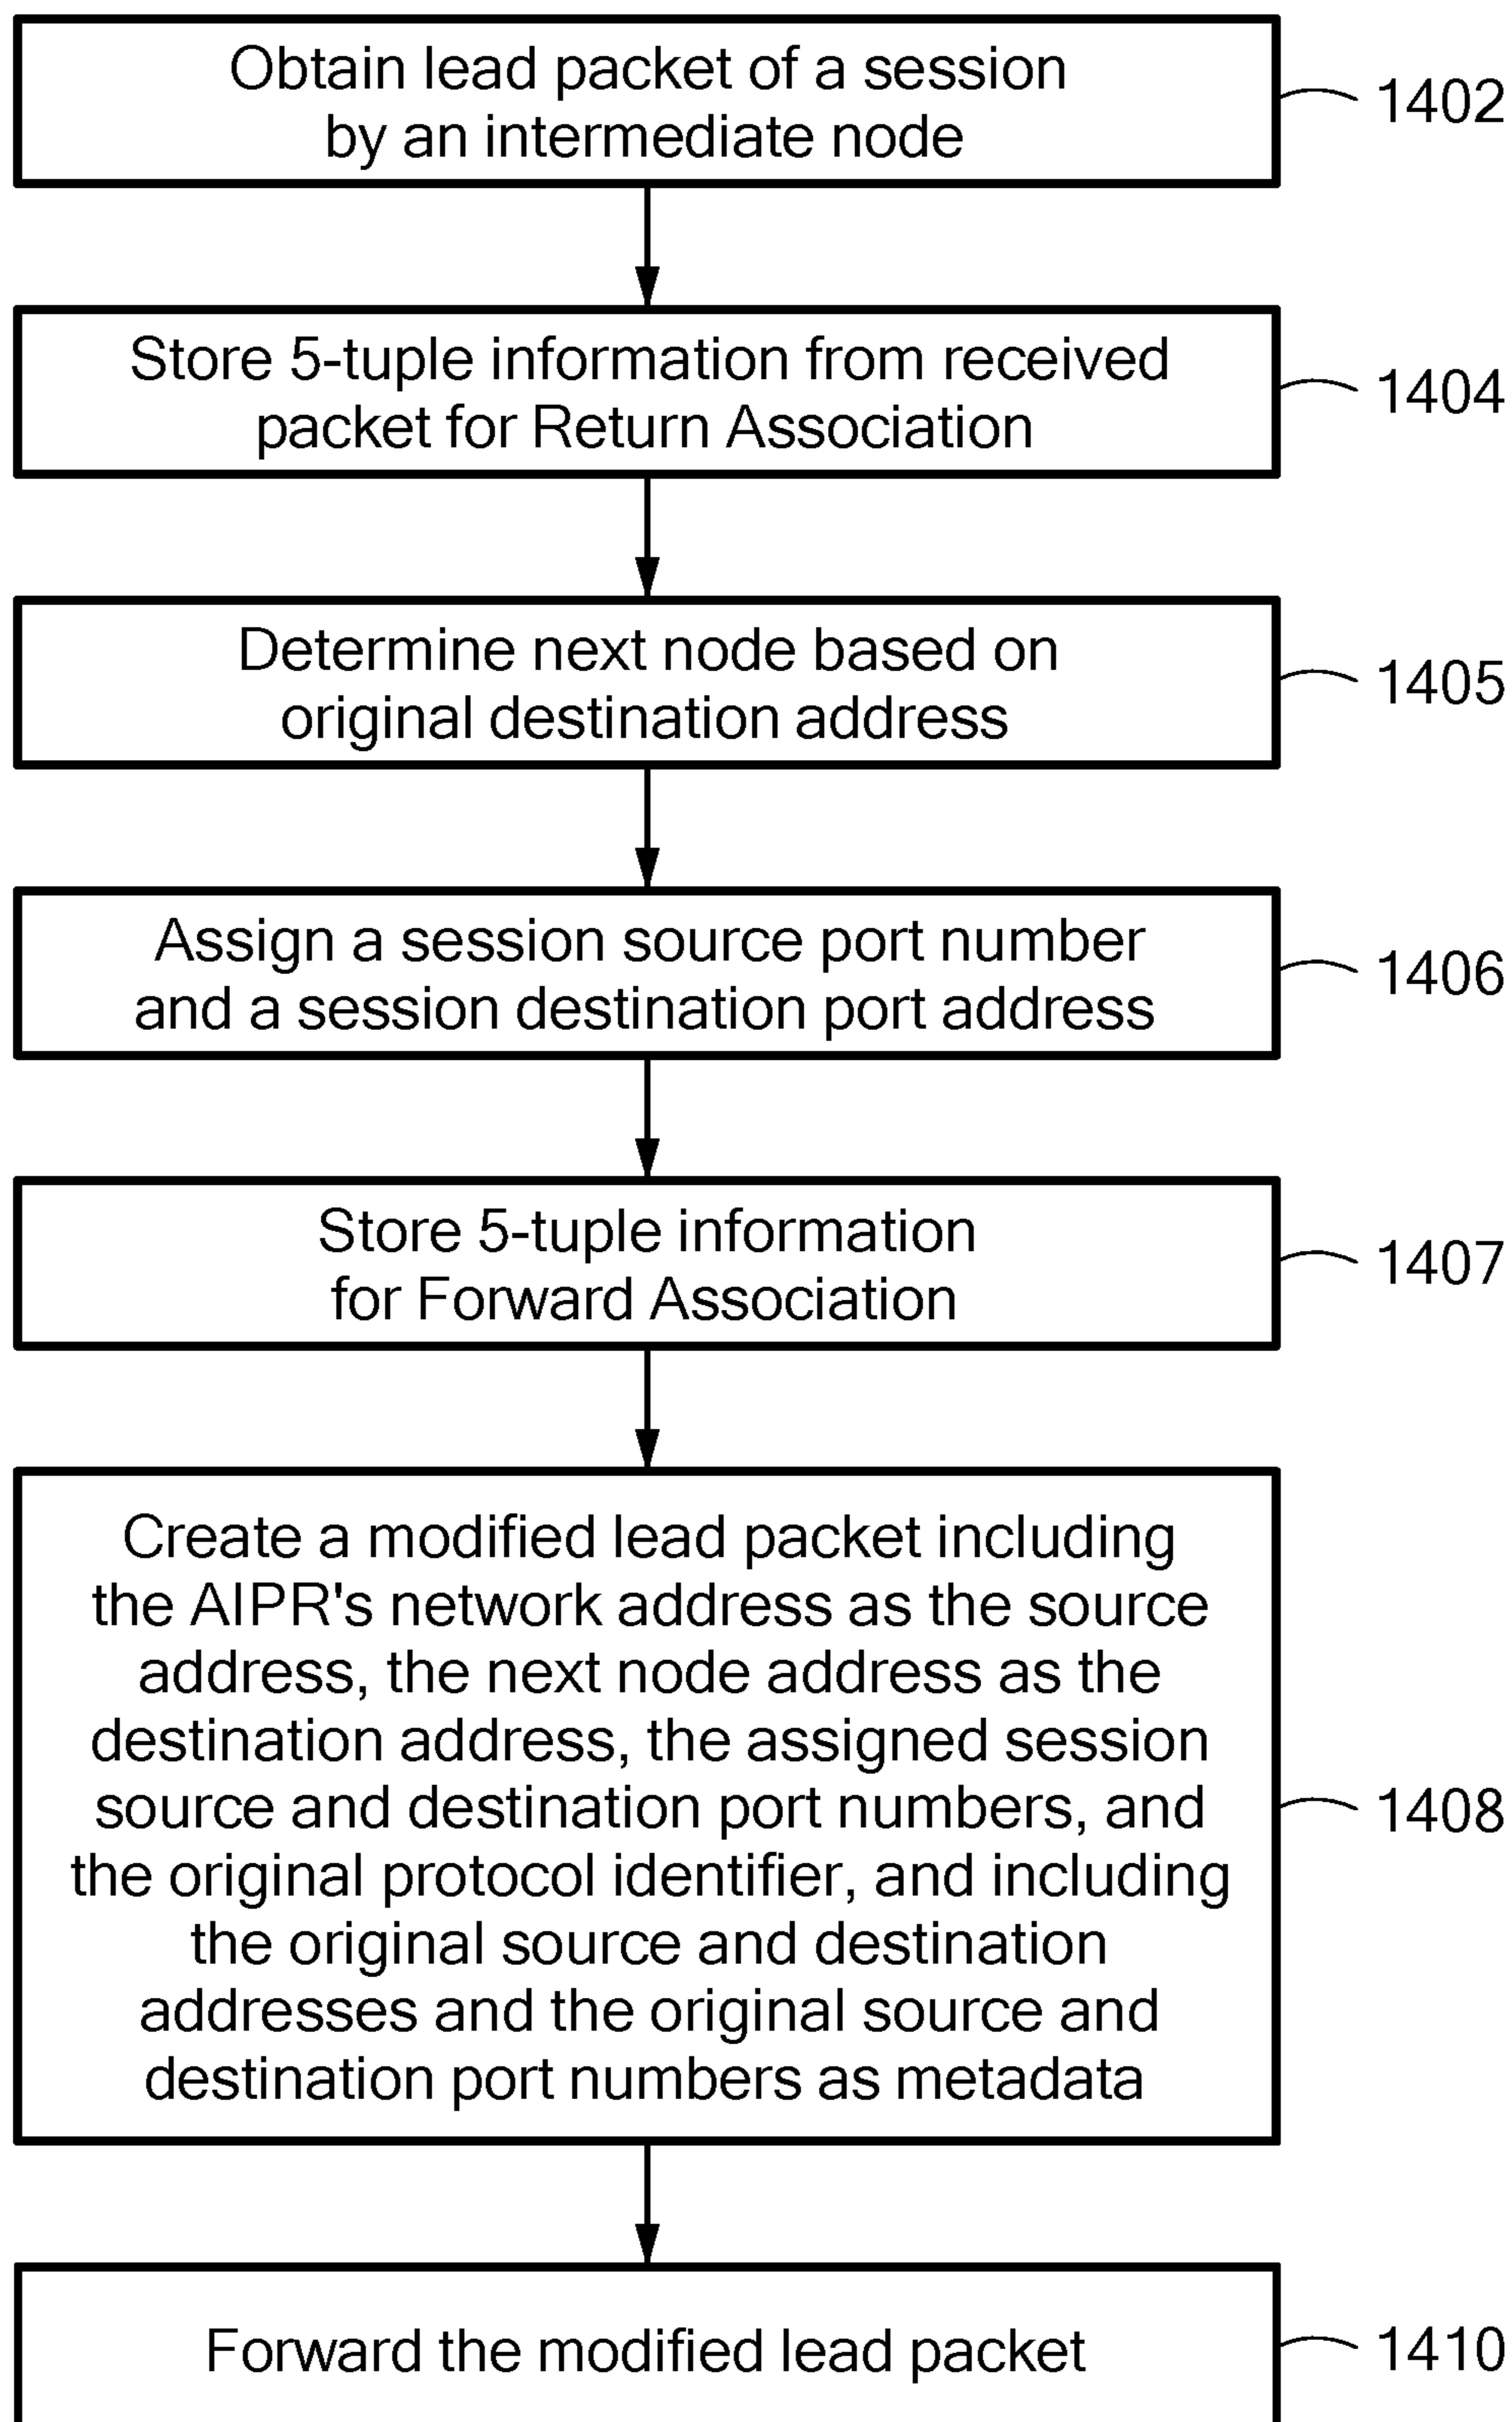 Obtain lead packet of a session
by an intermediate node
1402
Store 5-tuple information from received
packet for Return Association
1404
Determine next node based on
original destination address
1405
Assign a session source port number
and a session destination port address
1406
Store 5-tuple information
for Forward Association
1407
Create a modified lead packet including
the AIPR's network address as the source
address, the next node address as the
destination address, the assigned session
source and destination port numbers, and
the original protocol identifier, and including
the original source and destination
addresses and the original source and
destination port numbers as metadata
1408
Forward the modified lead packet
1410